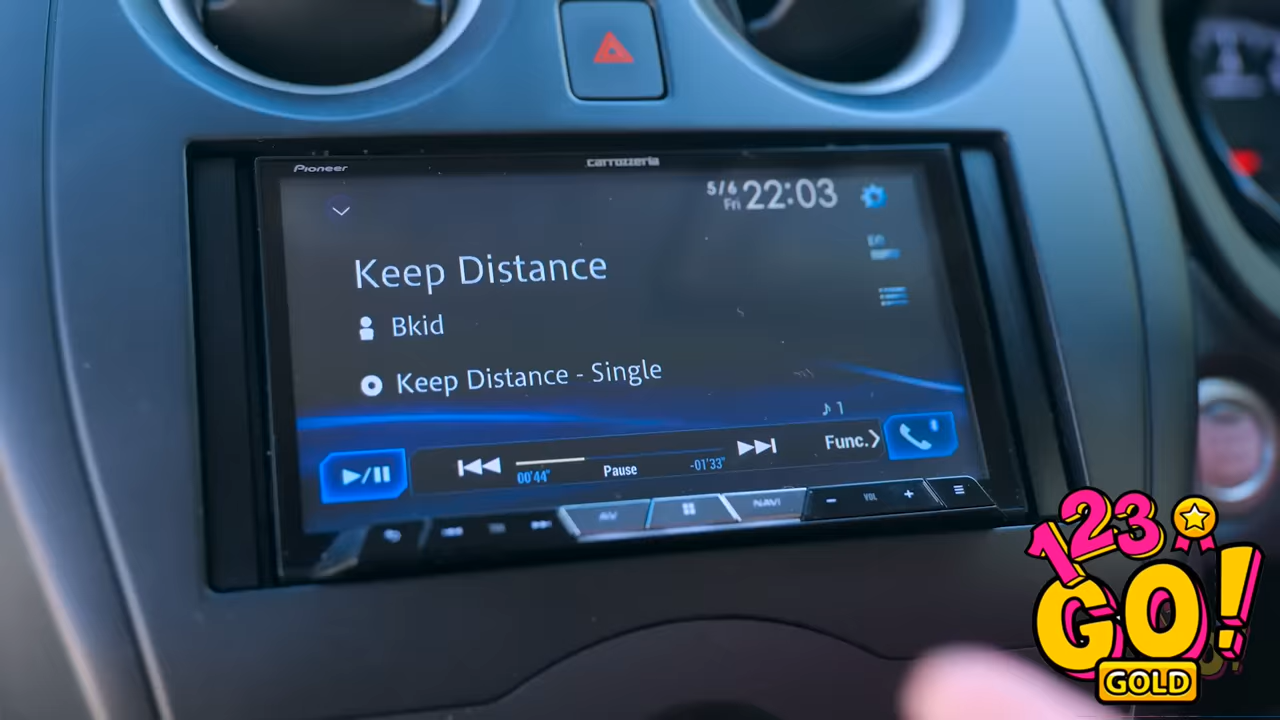 Pioneer
carrozzeria
5/6
Fri
22:03
Keep Distance
Bkid
Keep Distance - Single
♪ 1
Func.
00'44"
Pause
-01'33"
AV
NAVI
- VOL +
123
GO!
GOLD